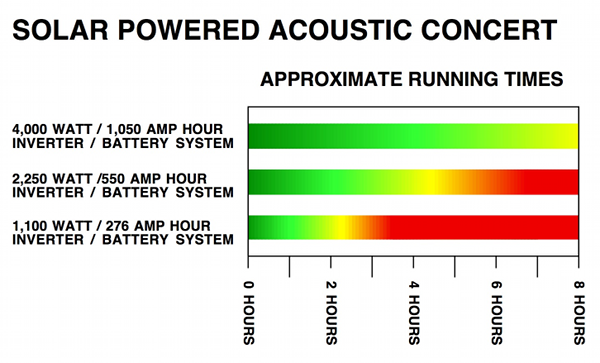 SOLAR POWERED ACOUSTIC CONCERT
APPROXIMATE RUNNING TIMES
4,000 WATT / 1,050 AMP HOUR
INVERTER / BATTERY SYSTEM
2,250 WATT /550 AMP HOUR
INVERTER / BATTERY SYSTEM
1,100 WATT / 276 AMP HOUR
INVERTER / BATTERY SYSTEM
0 HOURS
2 HOURS
4 HOURS
6 HOURS
8 HOURS